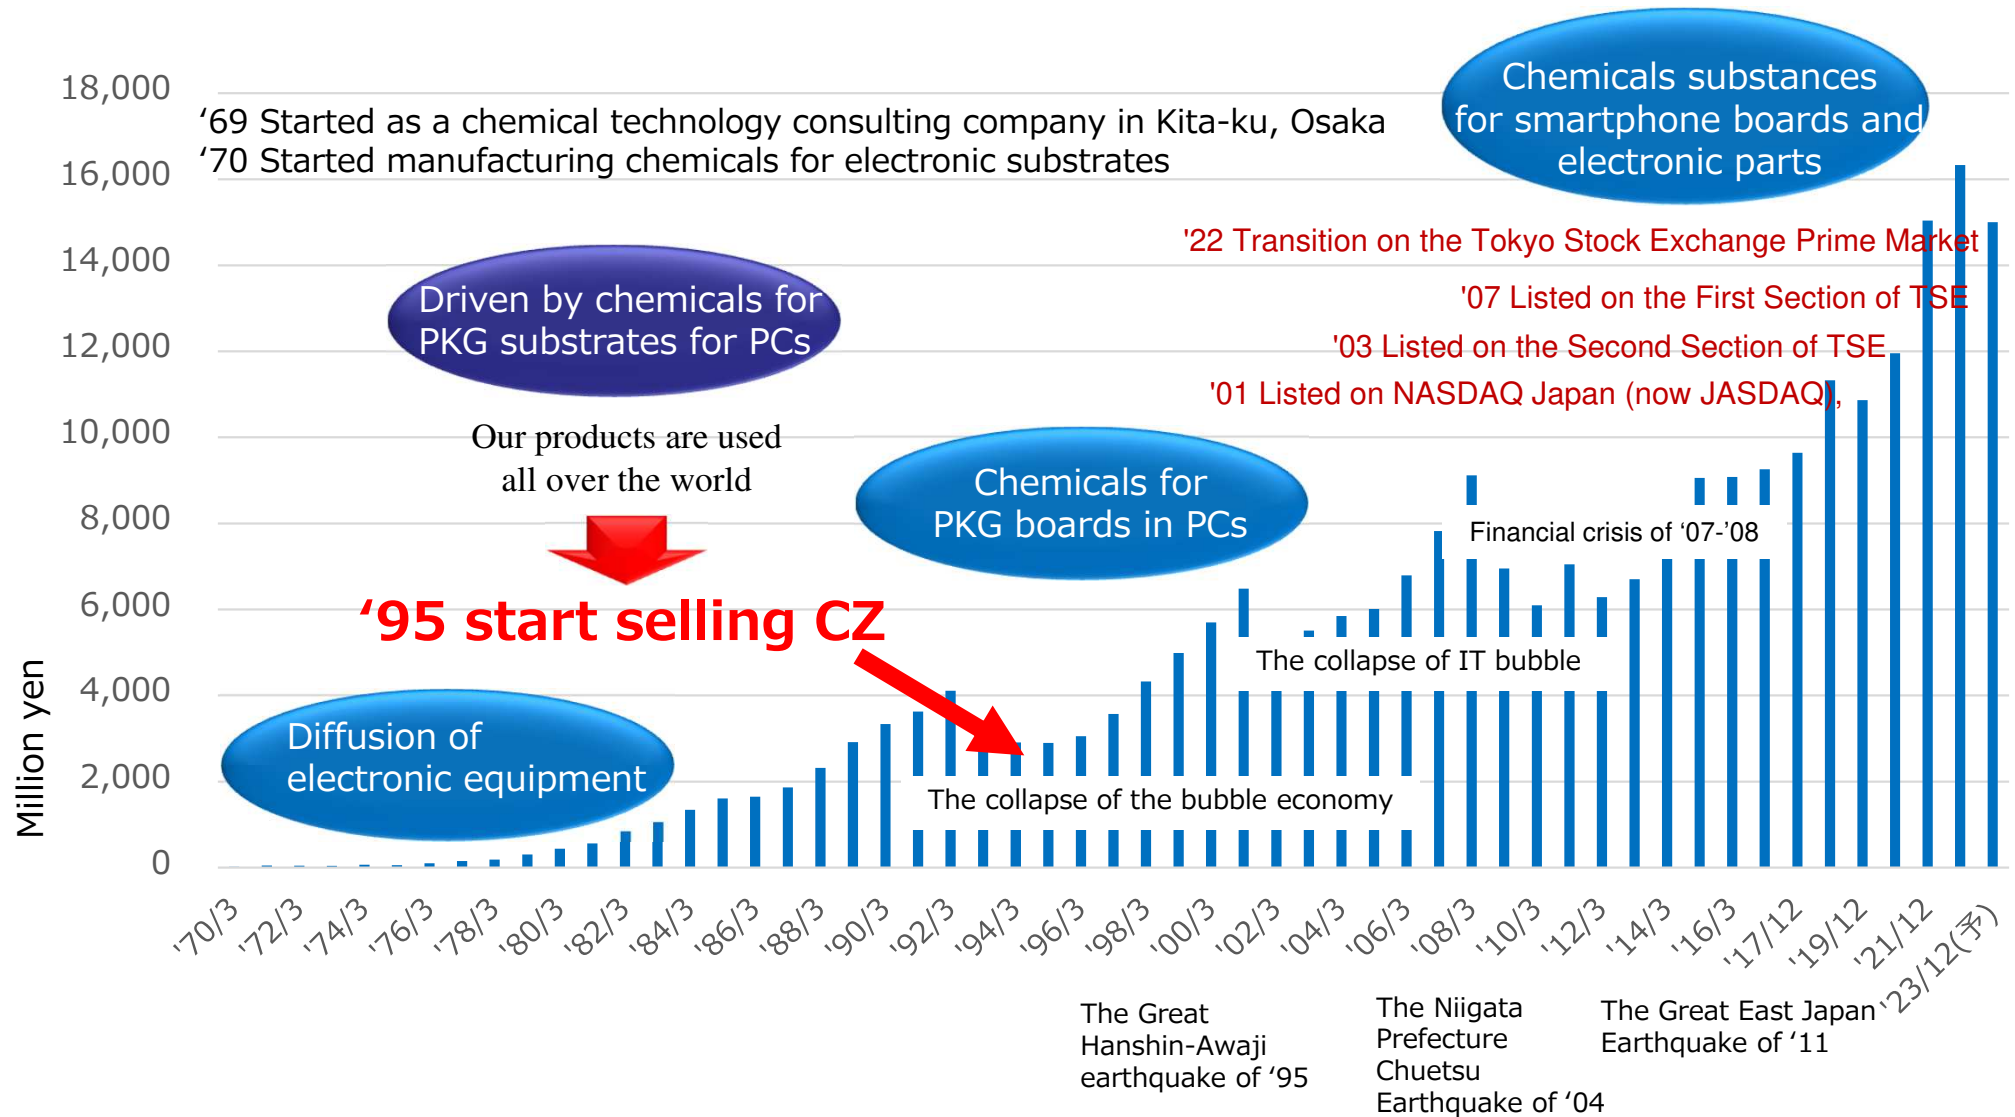 18,000
16,000
14,000
12,000
10,000
8,000
6,000
4,000
2,000
0
Million yen
‘69 Started as a chemical technology consulting company in Kita-ku, Osaka
‘70 Started manufacturing chemicals for electronic substrates
Chemicals substances
for smartphone boards and
electronic parts
'22 Transition on the Tokyo Stock Exchange Prime Market
'07 Listed on the First Section of TSE
'03 Listed on the Second Section of TSE
'01 Listed on NASDAQ Japan (now JASDAQ),
Driven by chemicals for
PKG substrates for PCs
Our products are used
all over the world
‘95 start selling CZ
Chemicals for
PKG boards in PCs
Financial crisis of ‘07-’08
The collapse of IT bubble
Diffusion of
electronic equipment
The collapse of the bubble economy
'70/3
'72/3
'74/3
'76/3
'78/3
'80/3
'82/3
'84/3
'86/3
'88/3
'90/3
'92/3
'94/3
'96/3
'98/3
'00/3
'02/3
'04/3
'06/3
'08/3
'10/3
'12/3
'14/3
'16/3
'17/12
'19/12
'21/12
'23/12(予)
The Great
Hanshin-Awaji
earthquake of ‘95
The Niigata
Prefecture
Chuetsu
Earthquake of ‘04
The Great East Japan
Earthquake of ‘11